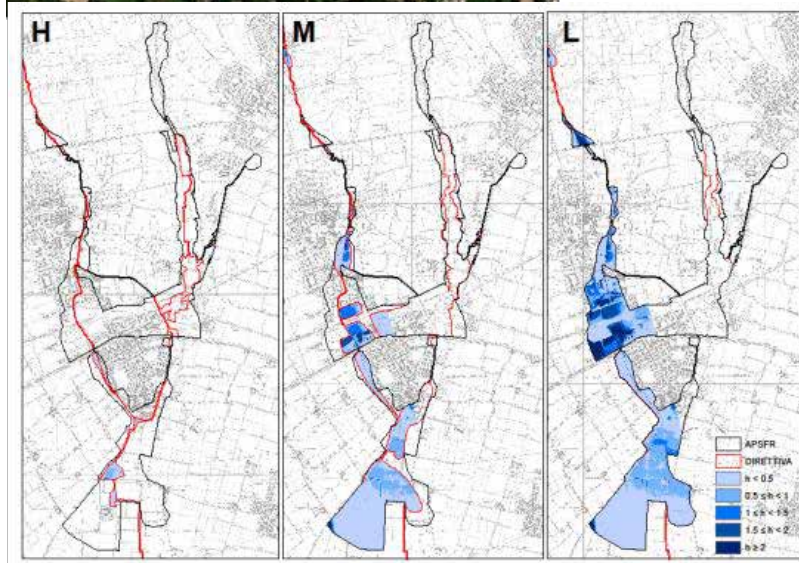 H
M
L
APSFR
DIRETTIVA
h < 0.5
0.5 ≤ h < 1
1 ≤ h < 1.5
1.5 ≤ h < 2
h ≥ 2